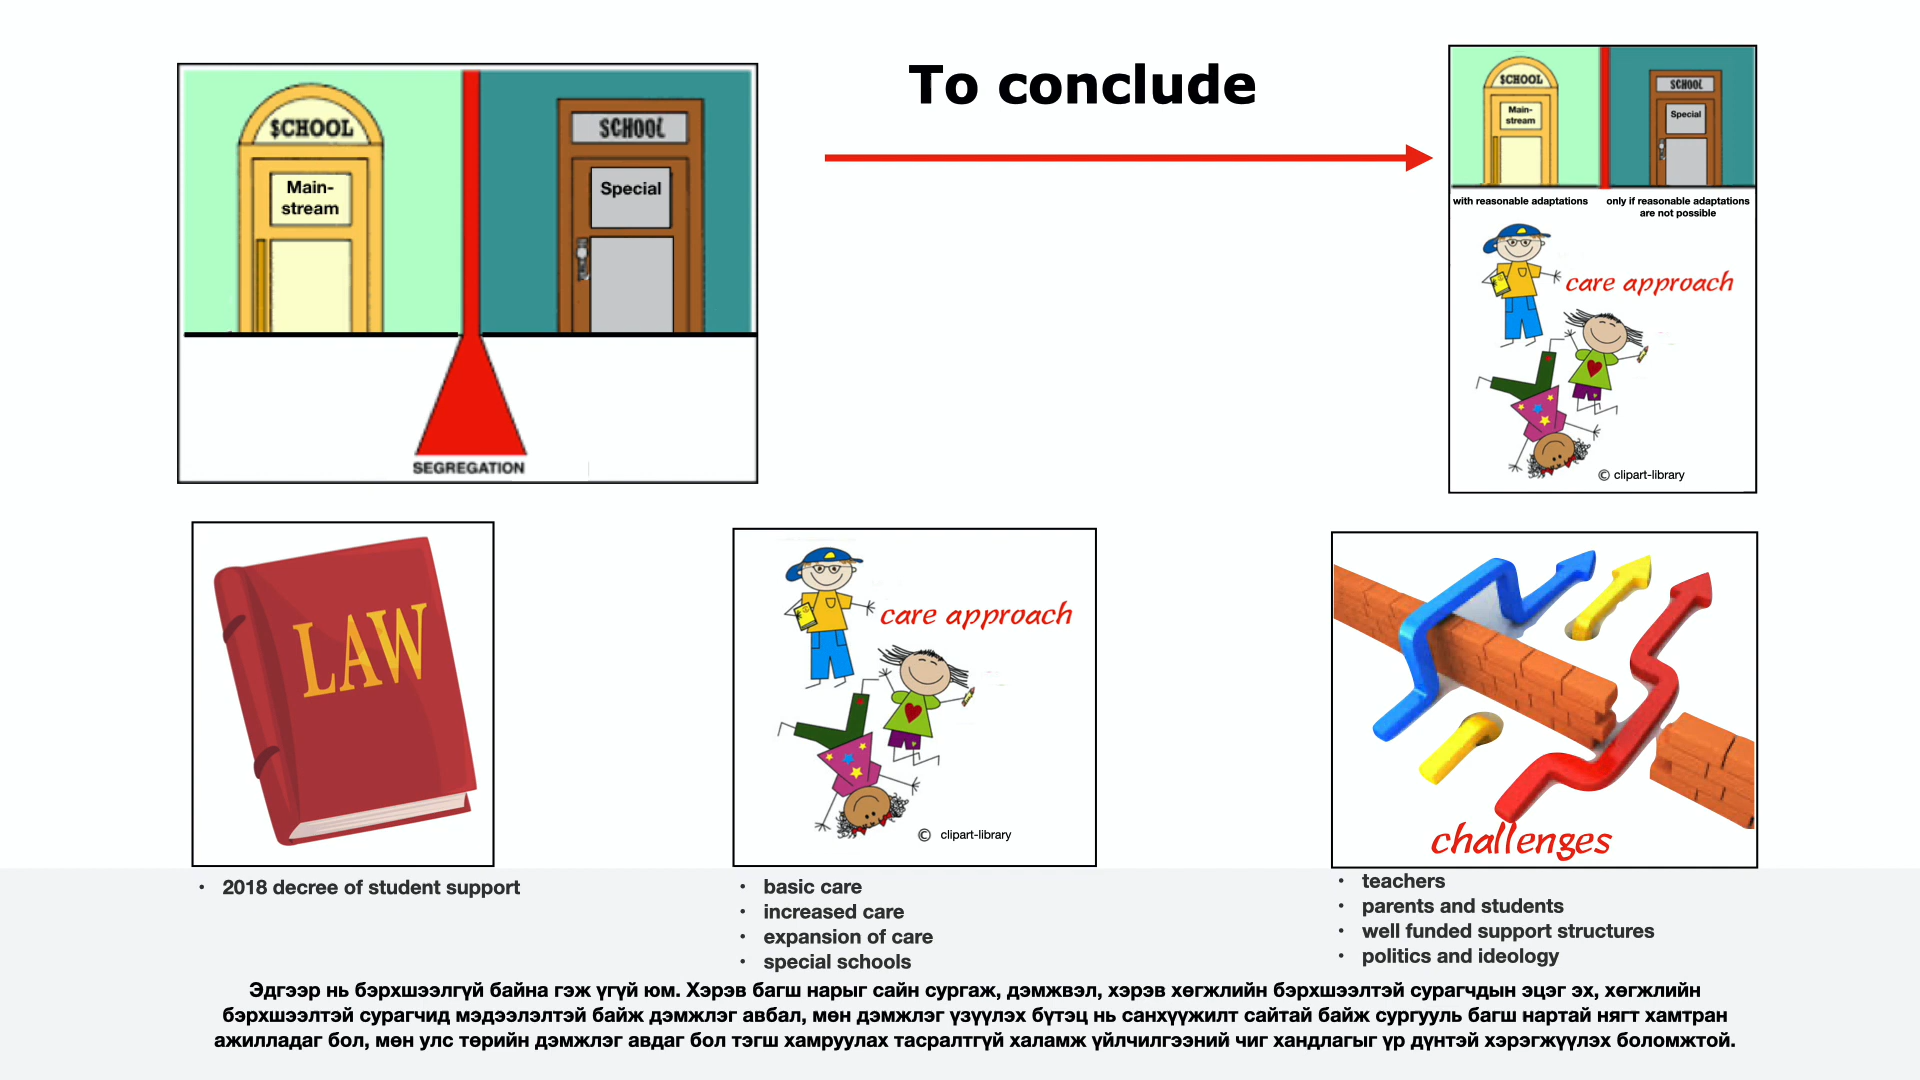 To conclude
SCHOOL
Main-
stream
SCHOOL
Special
SEGREGATION
SCHOOL
Main-
stream
SCHOOL
Special
with reasonable adaptations
only if reasonable adaptations
are not possible
care approach
© clipart-library
LAW
• 2018 decree of student support
care approach
© clipart-library
• basic care
• increased care
• expansion of care
• special schools
challenges
• teachers
• parents and students
• well funded support structures
• politics and ideology
Эдгээр нь бэрхшээлгүй байна гэж үгүй юм. Хэрэв багш нарыг сайн сургаж, дэмжвэл, хэрэв хөгжлийн бэрхшээлтэй сурагчдын эцэг эх, хөгжлийн
бэрхшээлтэй сурагчид мэдээлэлтэй байж дэмжлэг авбал, мөн дэмжлэг үзүүлэх бүтэц нь санхүүжилт сайтай байж сургууль багш нартай нягт хамтран
ажилладаг бол, мөн улс төрийн дэмжлэг авдаг бол тэгш хамруулах тасралтгүй халамж үйлчилгээний чиг хандлагыг үр дүнтэй хэрэгжүүлэх боломжтой.